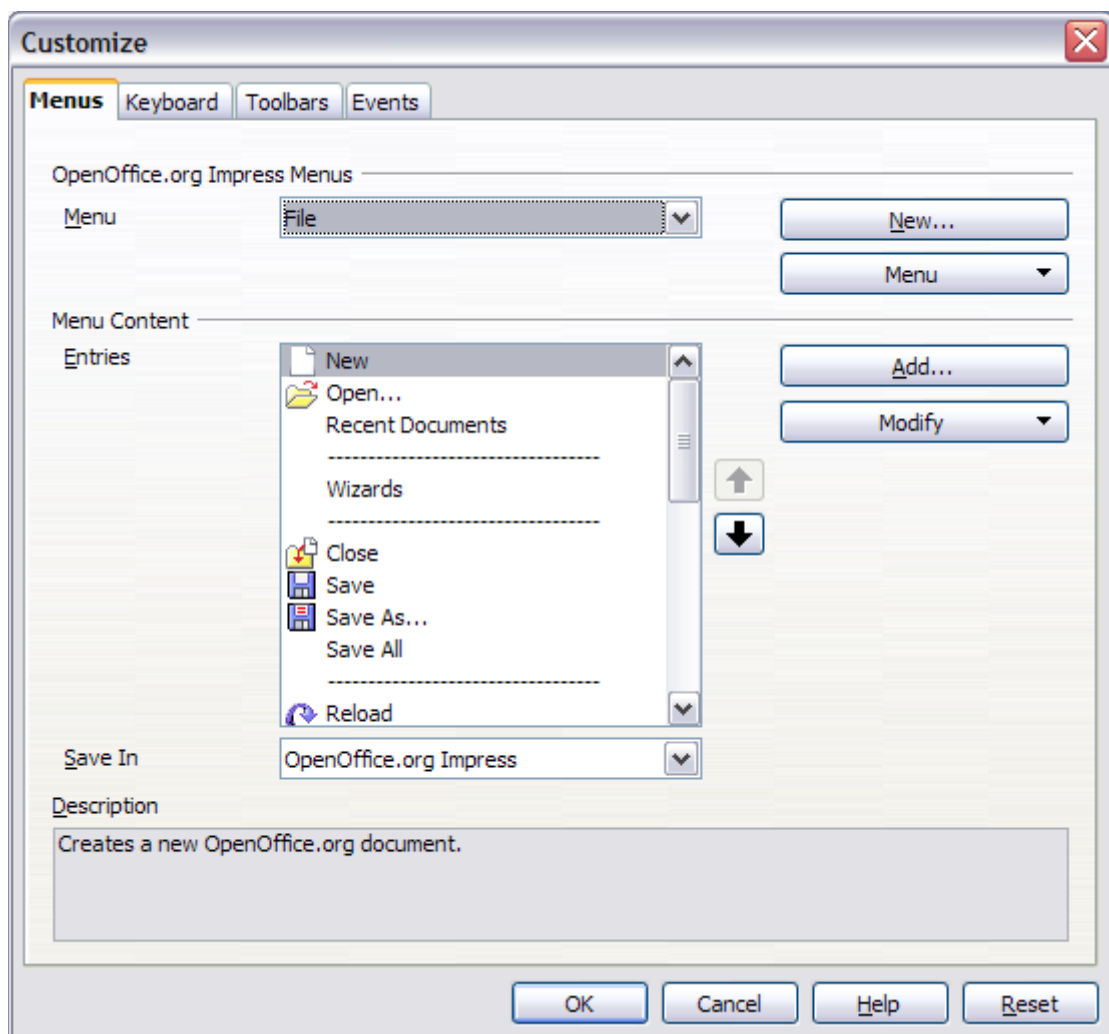 Customize
Menus Keyboard Toolbars Events
OpenOffice.org Impress Menus
Menu File New...
Menu
Menu Content
Entries New Add...
Open... Modify
Recent Documents
----------------------------------
Wizards
----------------------------------
Close
Save
Save As...
Save All
----------------------------------
Reload
Save In OpenOffice.org Impress
Description
Creates a new OpenOffice.org document.
OK Cancel Help Reset